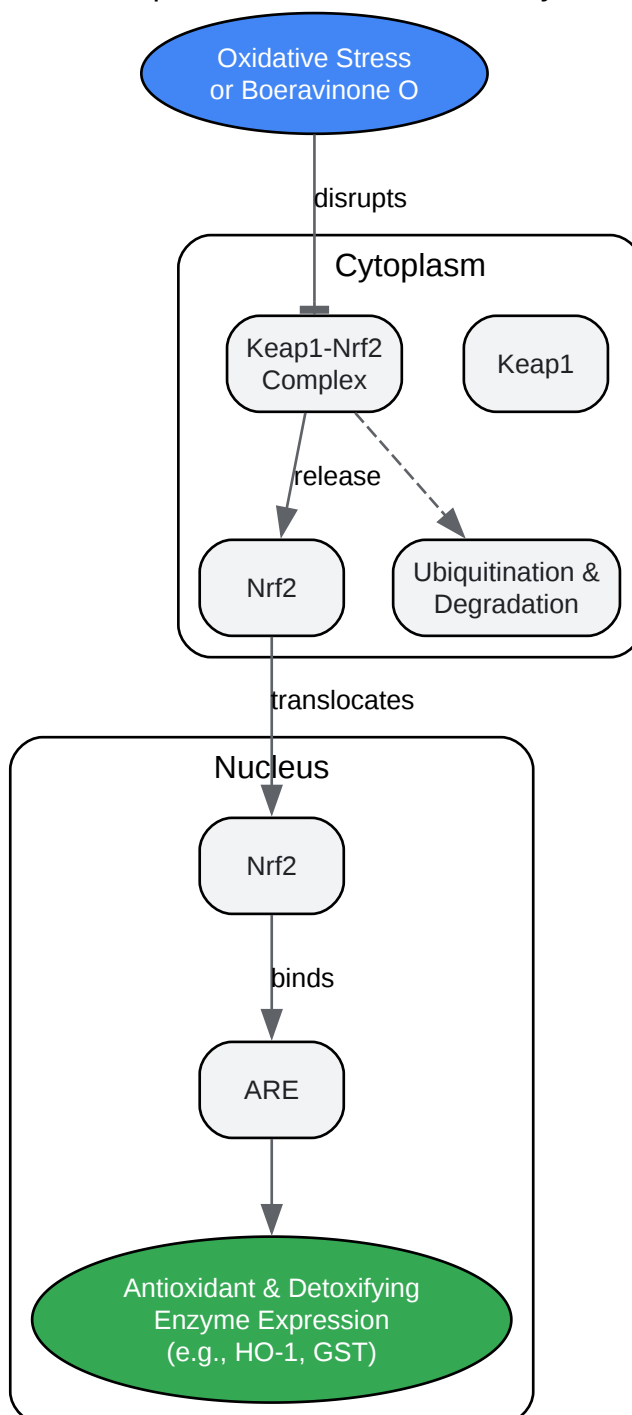 Oxidative Stress
or Boeravinone O
disrupts
Cytoplasm
Keap1-Nrf2
Complex
Keap1
release
Nrf2
Ubiquitination &
Degradation
translocates
Nucleus
Nrf2
binds
ARE
Antioxidant & Detoxifying
Enzyme Expression
(e.g., HO-1, GST)